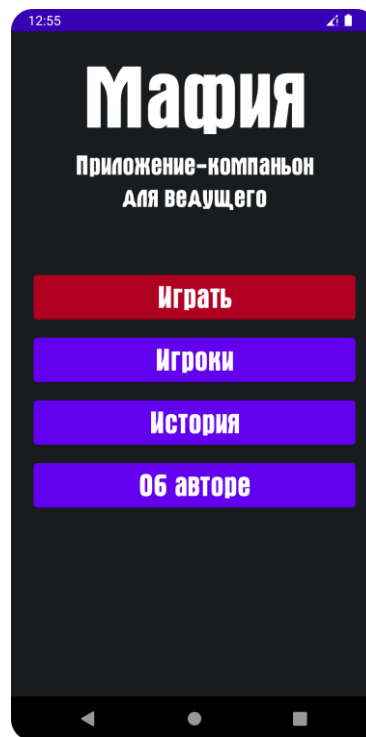 12:55
Мафия
Приложение-компаньон
для ведущего
Играть
Игроки
История
Об авторе